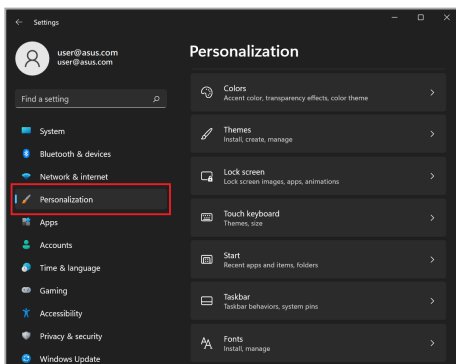 Settings
user@asus.com
user@asus.com
Find a setting
System
Bluetooth & devices
Network & internet
Personalization
Apps
Accounts
Time & language
Gaming
Accessibility
Privacy & security
Windows Update
Personalization
Colors
Accent color, transparency effects, color theme
Themes
Install, create, manage
Lock screen
Lock screen images, apps, animations
Touch keyboard
Themes, size
Start
Recent apps and items, folders
Taskbar
Taskbar behaviors, system pins
Fonts
Install, manage